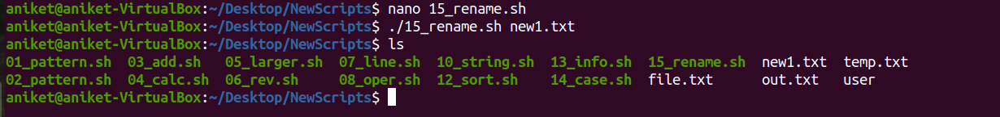 aniket@aniket-VirtualBox:~/Desktop/NewScripts$ nano 15_rename.sh
aniket@aniket-VirtualBox:~/Desktop/NewScripts$ ./15_rename.sh new1.txt
aniket@aniket-VirtualBox:~/Desktop/NewScripts$ ls
01_pattern.sh 03_add.sh 05_larger.sh 07_line.sh 10_string.sh 13_info.sh 15_rename.sh new1.txt temp.txt
02_pattern.sh 04_calc.sh 06_rev.sh 08_oper.sh 12_sort.sh 14_case.sh file.txt out.txt user
aniket@aniket-VirtualBox:~/Desktop/NewScripts$